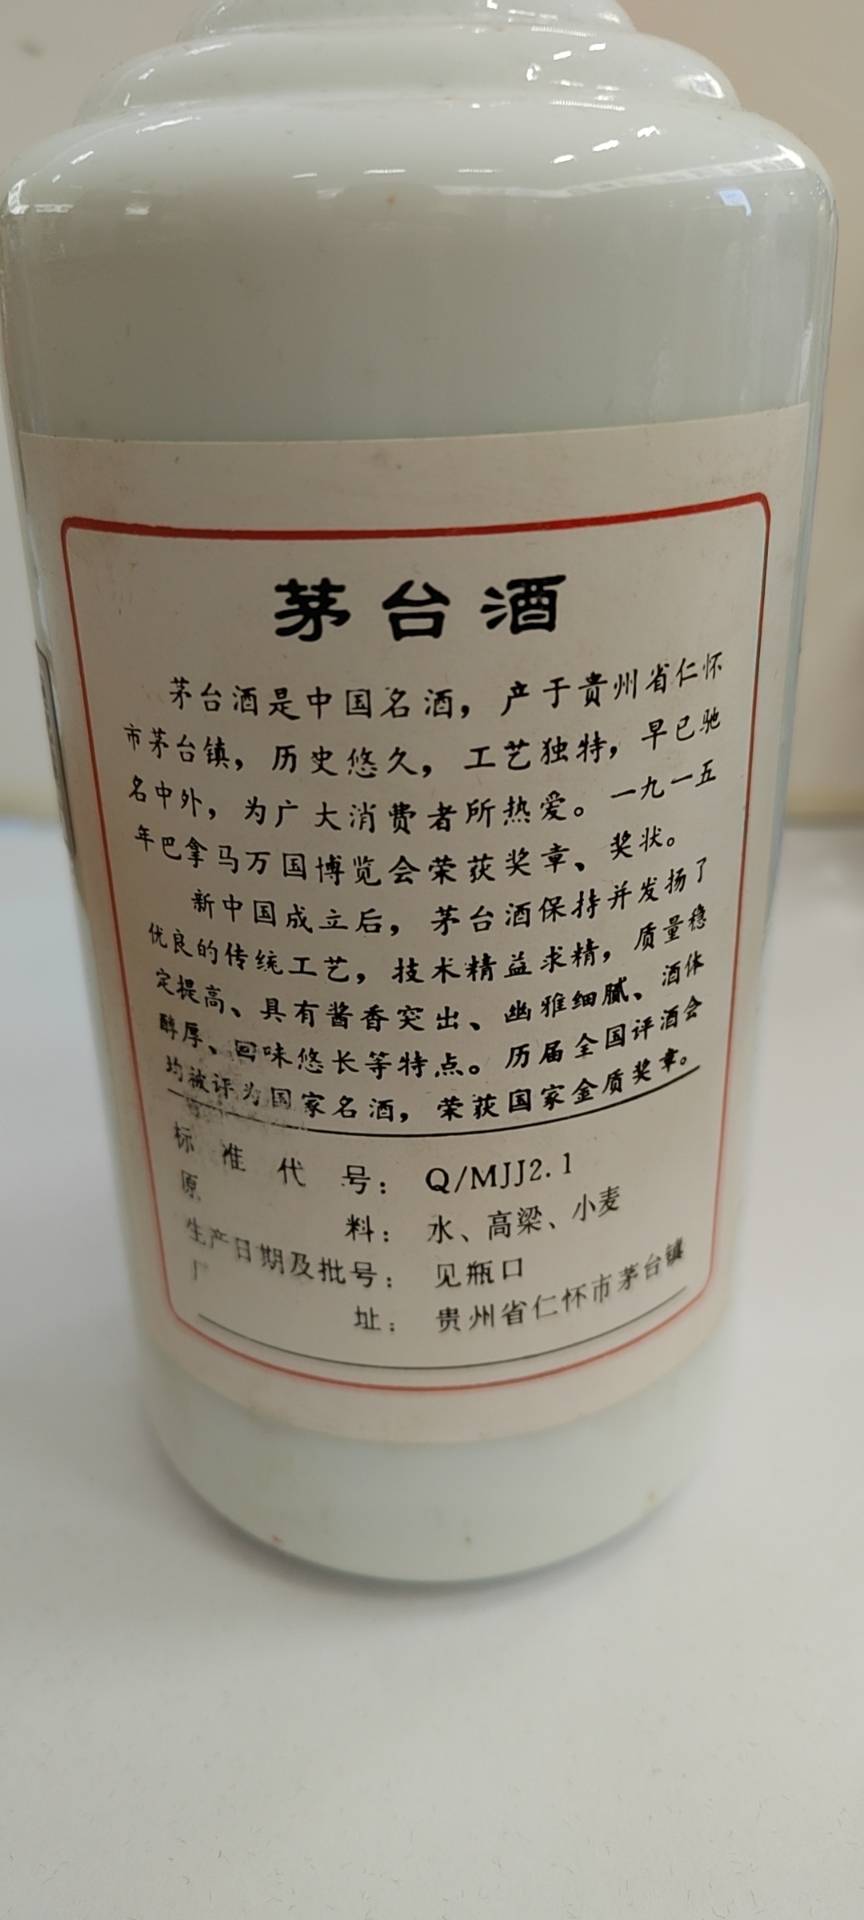 茅台酒
茅台酒是中国名酒，产于贵州省仁怀
市茅台镇，历史悠久，工艺独特，早已驰
名中外，为广大消费者所热爱。一九一五
年巴拿马万国博览会荣获奖章、奖状。
新中国成立后，茅台酒保持并发扬了
优良的传统工艺，技术精益求精，质量稳
定提高、具有酱香突出、幽雅细腻、酒体
醇厚、回味悠长等特点。历届全国评酒会
均被评为国家名酒，荣获国家金质奖章。
标准代号：Q/MJJ2.1
原料：水、高粱、小麦
生产日期及批号：见瓶口
厂址：贵州省仁怀市茅台镇